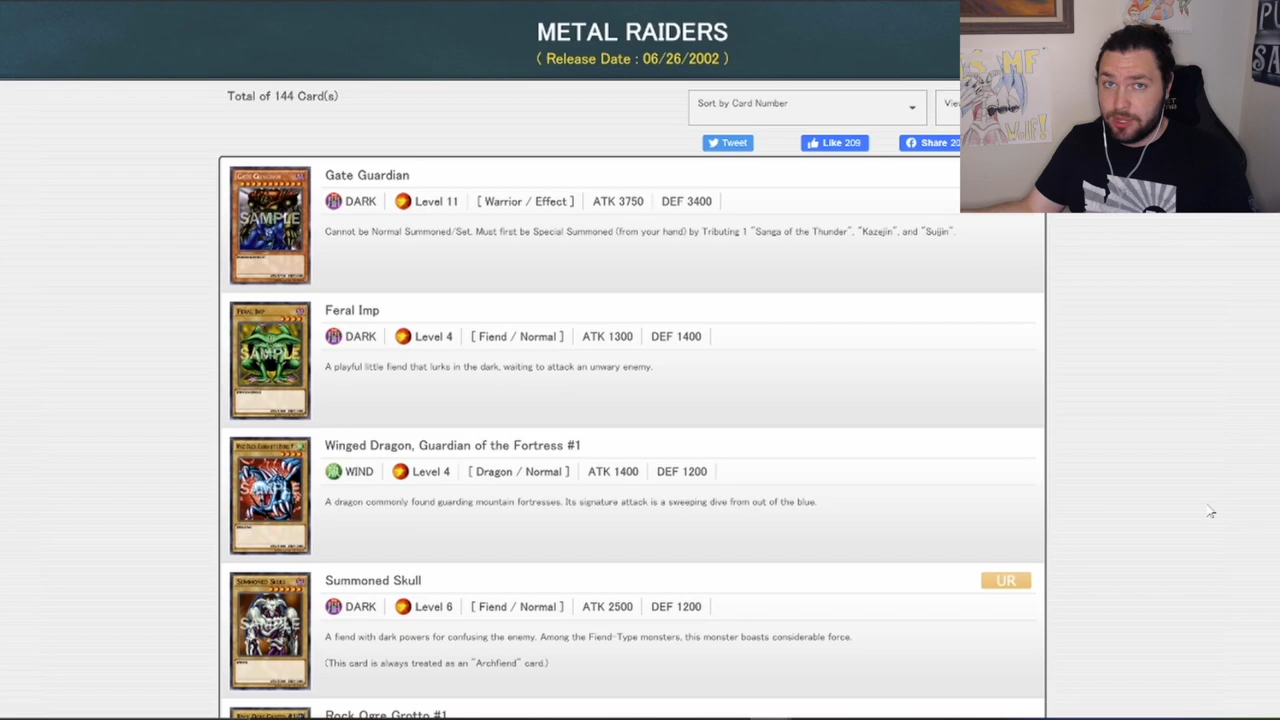 METAL RAIDERS
( Release Date : 06/26/2002 )
Total of 144 Card(s)
Sort by Card Number
Tweet
Like 209
Share 20
Gate Guardian
DARK Level 11 [ Warrior / Effect ] ATK 3750 DEF 3400
Cannot be Normal Summoned/Set. Must first be Special Summoned (from your hand) by Tributing 1 "Sanga of the Thunder", "Kazejin", and "Suijin".
SAMPLE
Feral Imp
DARK Level 4 [ Fiend / Normal ] ATK 1300 DEF 1400
A playful little fiend that lurks in the dark, waiting to attack an unwary enemy.
SAMPLE
Winged Dragon, Guardian of the Fortress #1
WIND Level 4 [ Dragon / Normal ] ATK 1400 DEF 1200
A dragon commonly found guarding mountain fortresses. Its signature attack is a sweeping dive from out of the blue.
SAMPLE
Summoned Skull
UR
DARK Level 6 [ Fiend / Normal ] ATK 2500 DEF 1200
A fiend with dark powers for confusing the enemy. Among the Fiend-Type monsters, this monster boasts considerable force.
(This card is always treated as an "Archfiend" card.)
SAMPLE
Rock Ogre Grotto #1